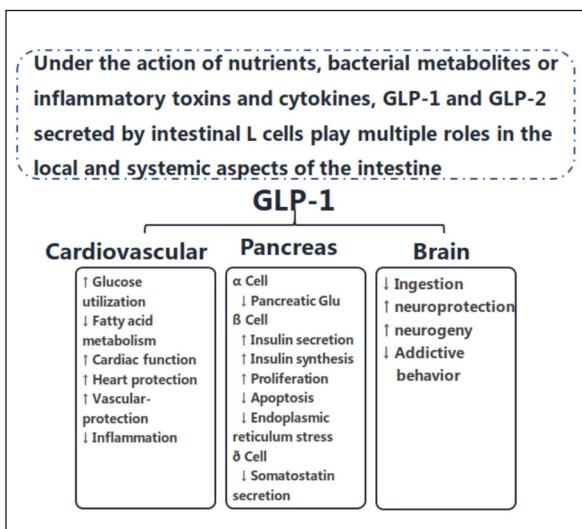 Under the action of nutrients, bacterial metabolites or
inflammatory toxins and cytokines, GLP-1 and GLP-2
secreted by intestinal L cells play multiple roles in the
local and systemic aspects of the intestine
GLP-1
Cardiovascular
↑ Glucose
utilization
↓ Fatty acid
metabolism
↑ Cardiac function
↑ Heart protection
↑ Vascular-
protection
↓ Inflammation
Pancreas
α Cell
↓ Pancreatic Glu
ß Cell
↑ Insulin secretion
↑ Insulin synthesis
↑ Proliferation
↓ Apoptosis
↓ Endoplasmic
reticulum stress
ð Cell
↓ Somatostatin
secretion
Brain
↓ Ingestion
↑ neuroprotection
↑ neurogeny
↓ Addictive
behavior